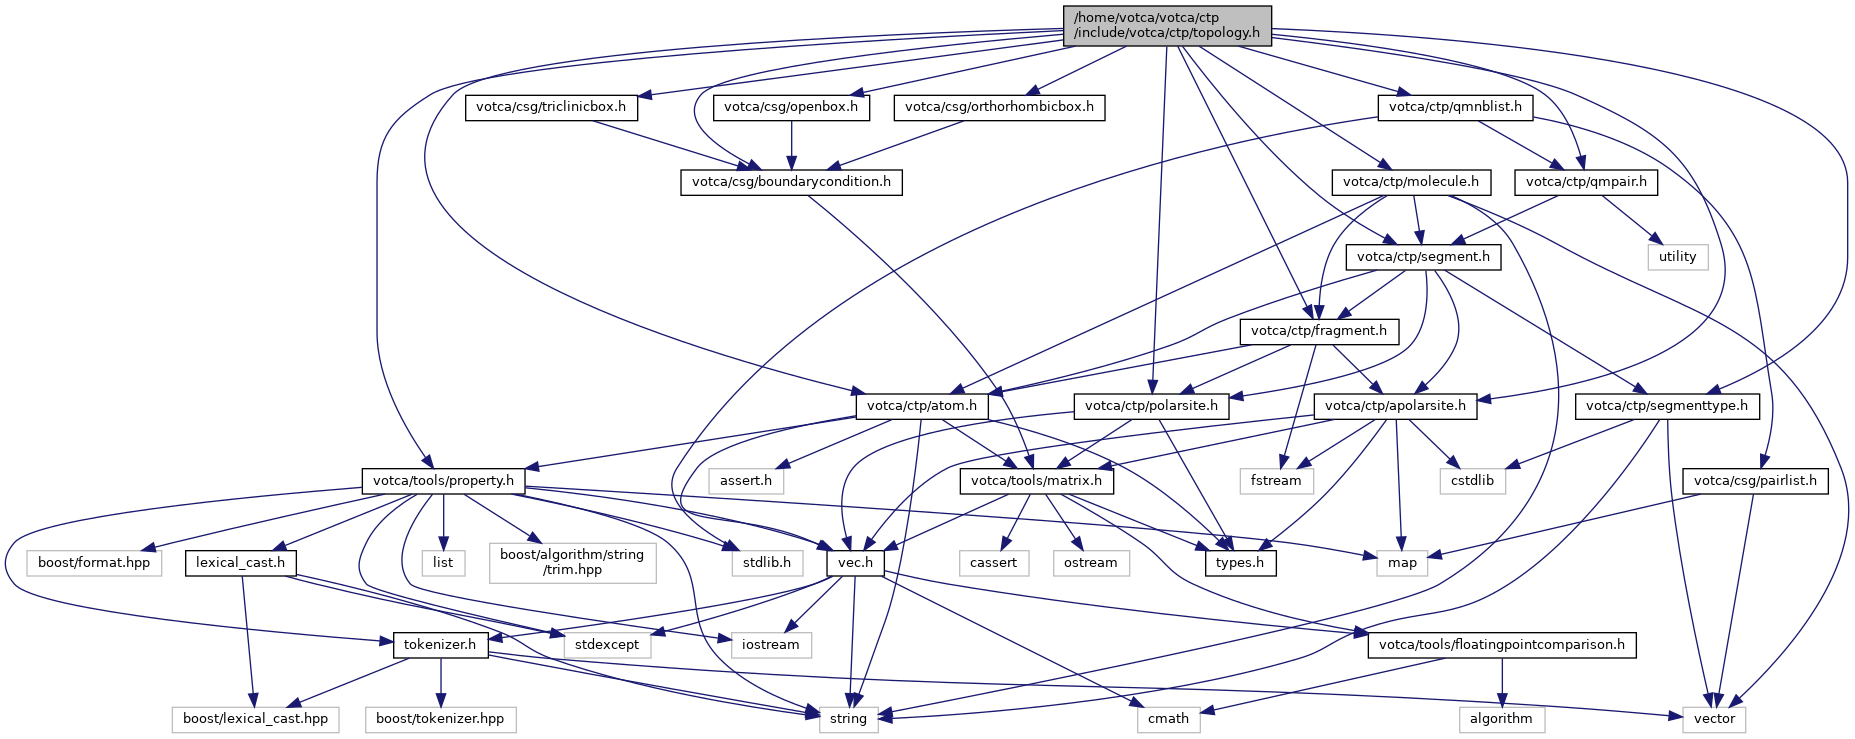 /home/votca/votca/ctp
/include/votca/ctp/topology.h
votca/csg/triclinicbox.h
votca/csg/openbox.h
votca/csg/orthorhombicbox.h
votca/ctp/qmnblist.h
votca/csg/boundarycondition.h
votca/ctp/molecule.h
votca/ctp/qmpair.h
votca/ctp/segment.h
utility
votca/ctp/fragment.h
votca/ctp/atom.h
votca/ctp/polarsite.h
votca/ctp/apolarsite.h
votca/ctp/segmenttype.h
votca/tools/property.h
assert.h
votca/tools/matrix.h
fstream
cstdlib
votca/csg/pairlist.h
boost/format.hpp
lexical_cast.h
list
boost/algorithm/string
/trim.hpp
stdlib.h
vec.h
cassert
ostream
types.h
map
tokenizer.h
stdexcept
iostream
votca/tools/floatingpointcomparison.h
boost/lexical_cast.hpp
boost/tokenizer.hpp
string
cmath
algorithm
vector